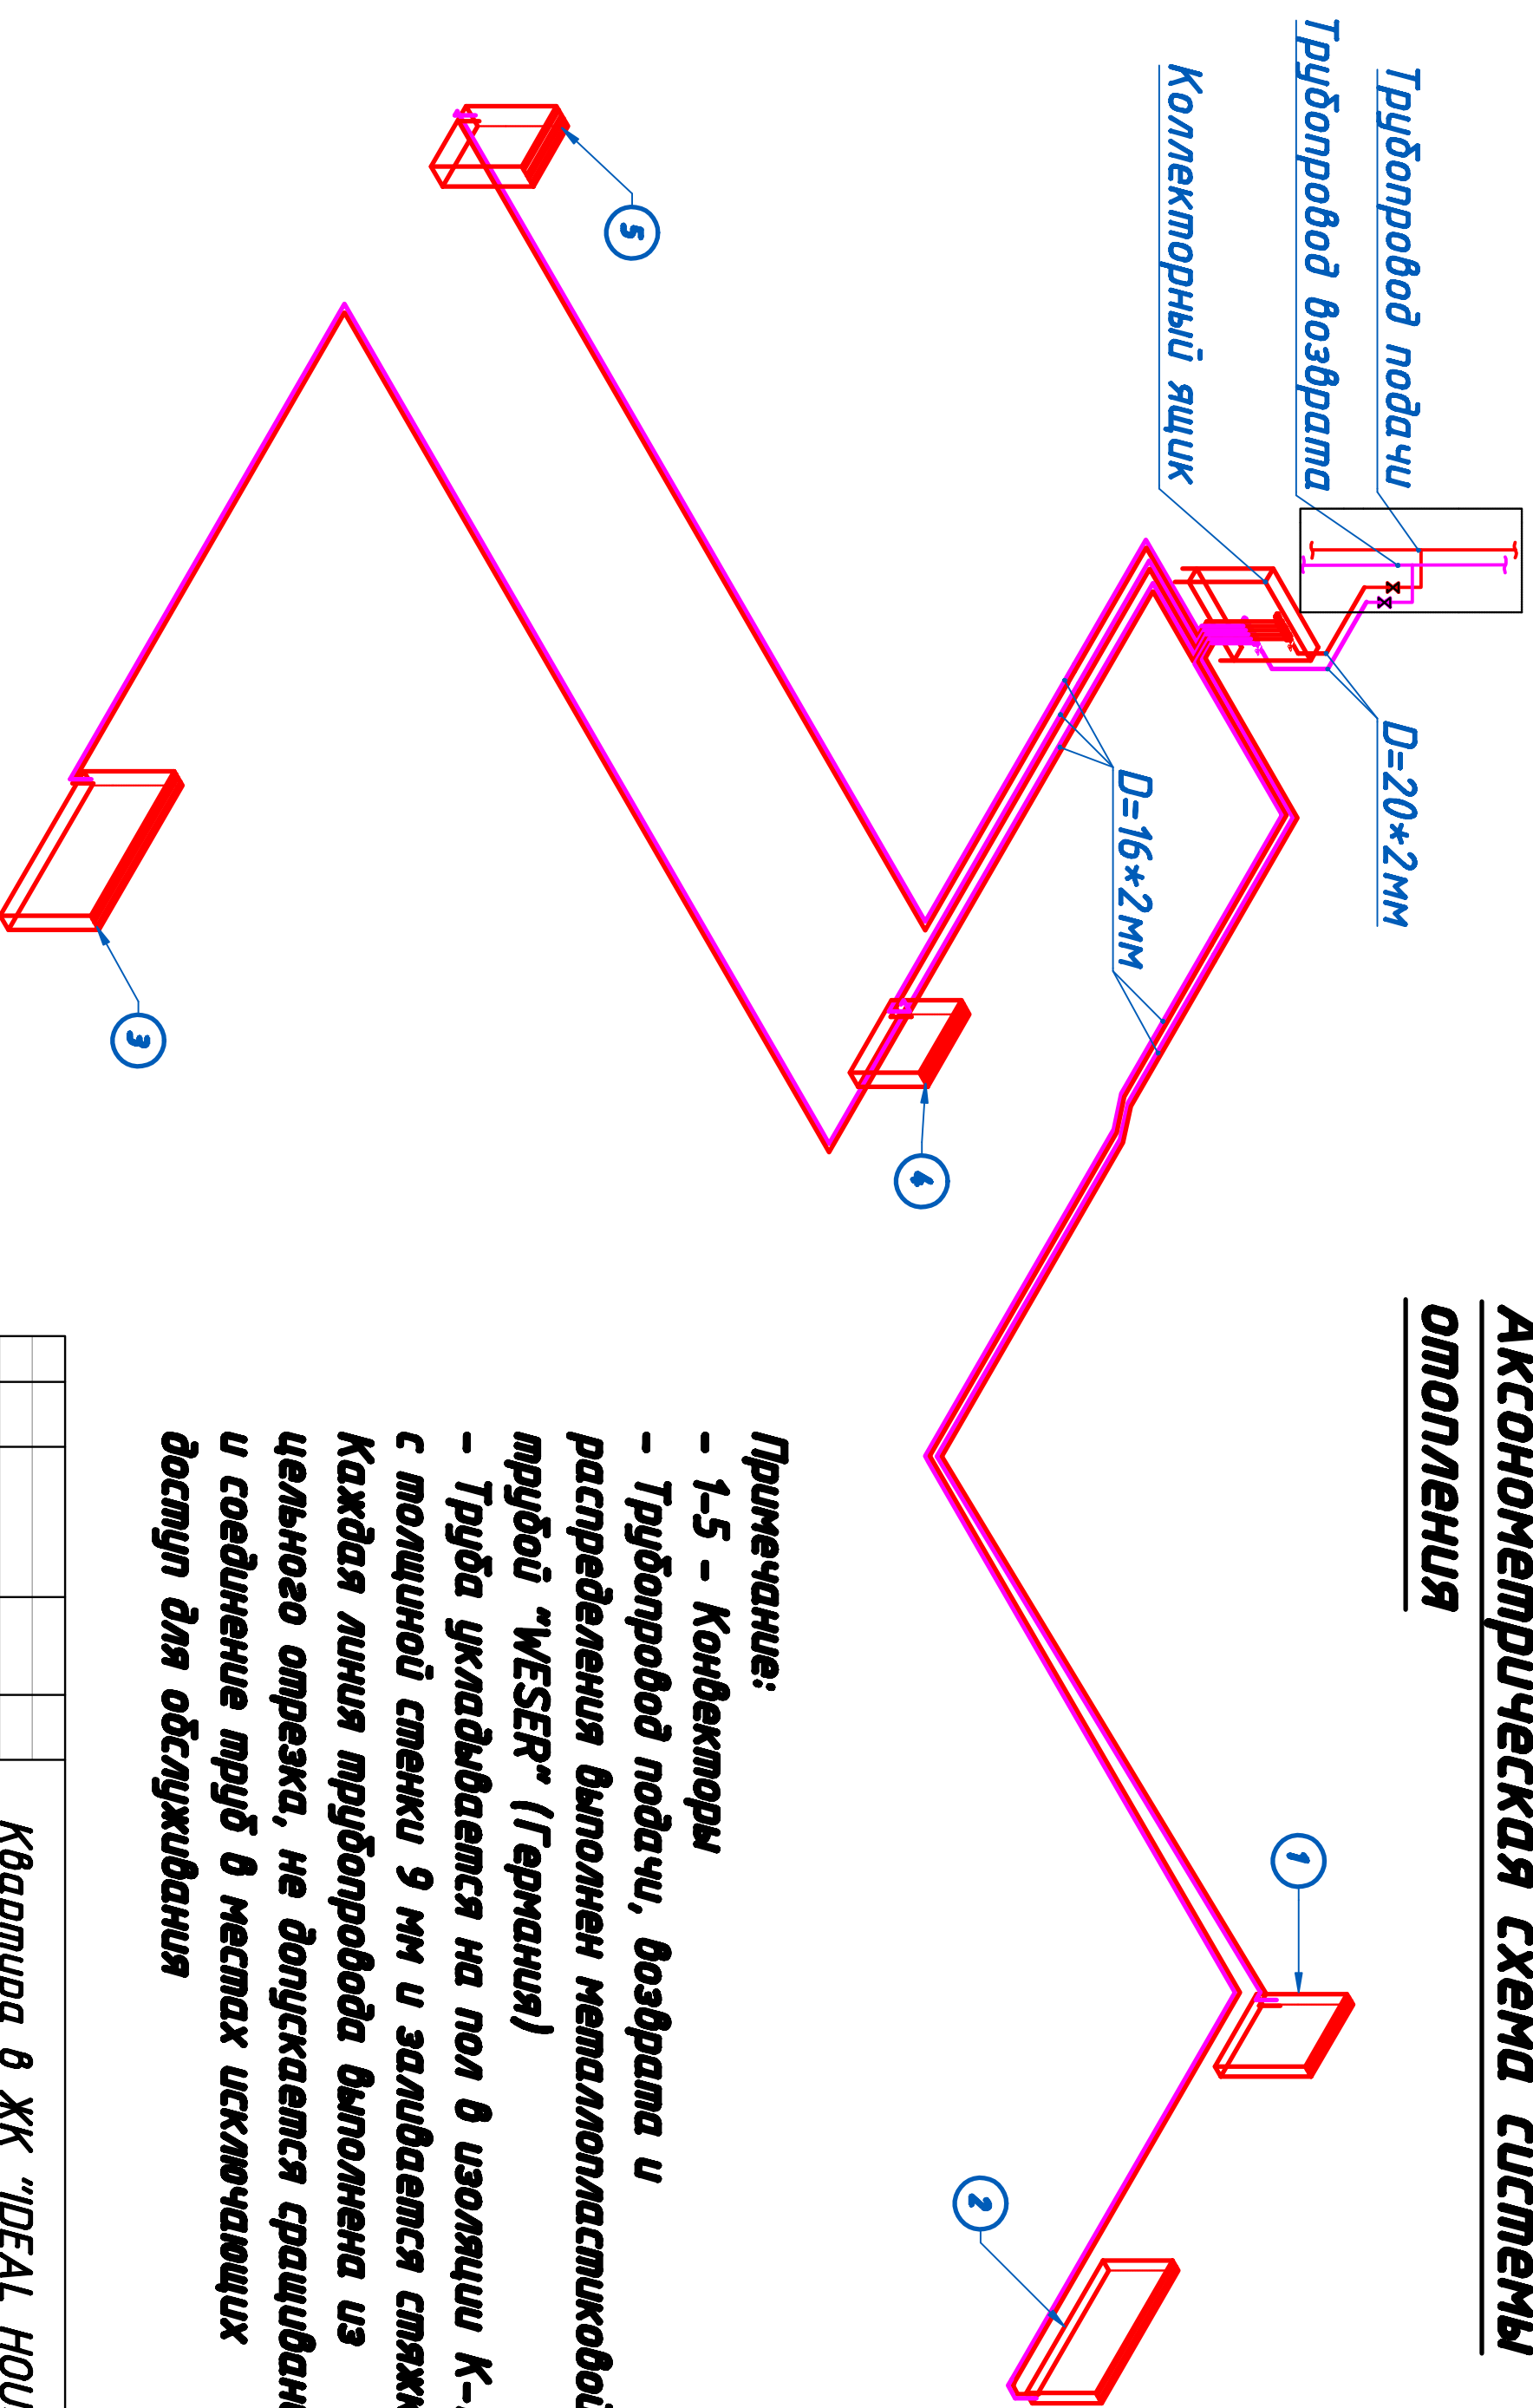 Аксонометрическая схема системы
отопления
Трубопровод подачи
Трубопровод возврата
Коллекторный ящик
D=20*2мм
D=16*2мм
1
2
3
4
5
Примечание:
- 1-5 - Конвекторы
- Трубопровод подачи, возврата и
распределения выполнен металлопластиковой
трубой "WESER" (Германия)
- Труба укладывается на пол в изоляции К-
с толщиной стенки 9 мм и заливается
Каждая линия трубопровода выполнена из
цельного отрезка, не допускается
и соединение труб в местах исключающих
доступ для обслуживания
Квартира в ЖК "IDEAL